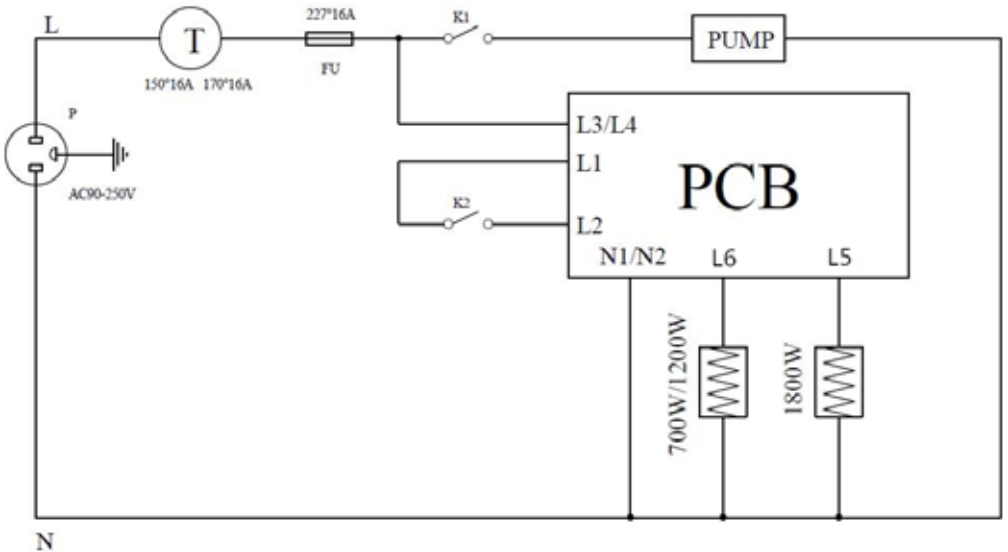 L
T
150°16A 170°16A
227°16A
FU
K1
PUMP
P
AC90-250V
K2
L3/L4
L1
L2
PCB
N1/N2
L6
L5
700W/1200W
1800W
N